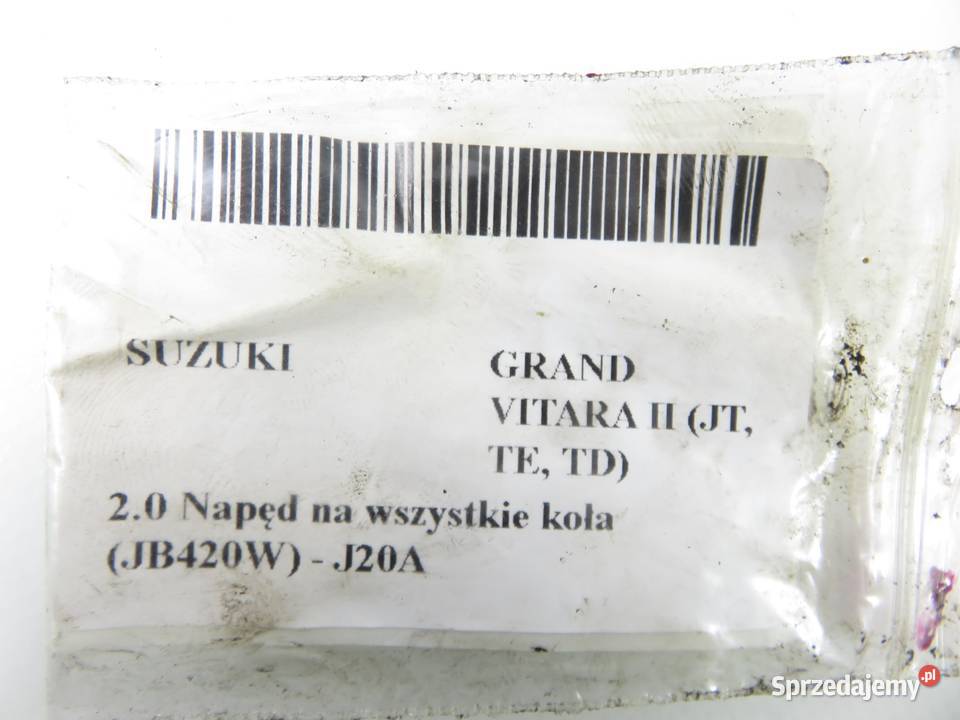 SUZUKI GRAND
VITARA II (JT,
TE, TD)
2.0 Napęd na wszystkie koła
(JB420W) - J20A
Sprzedajemy.pl